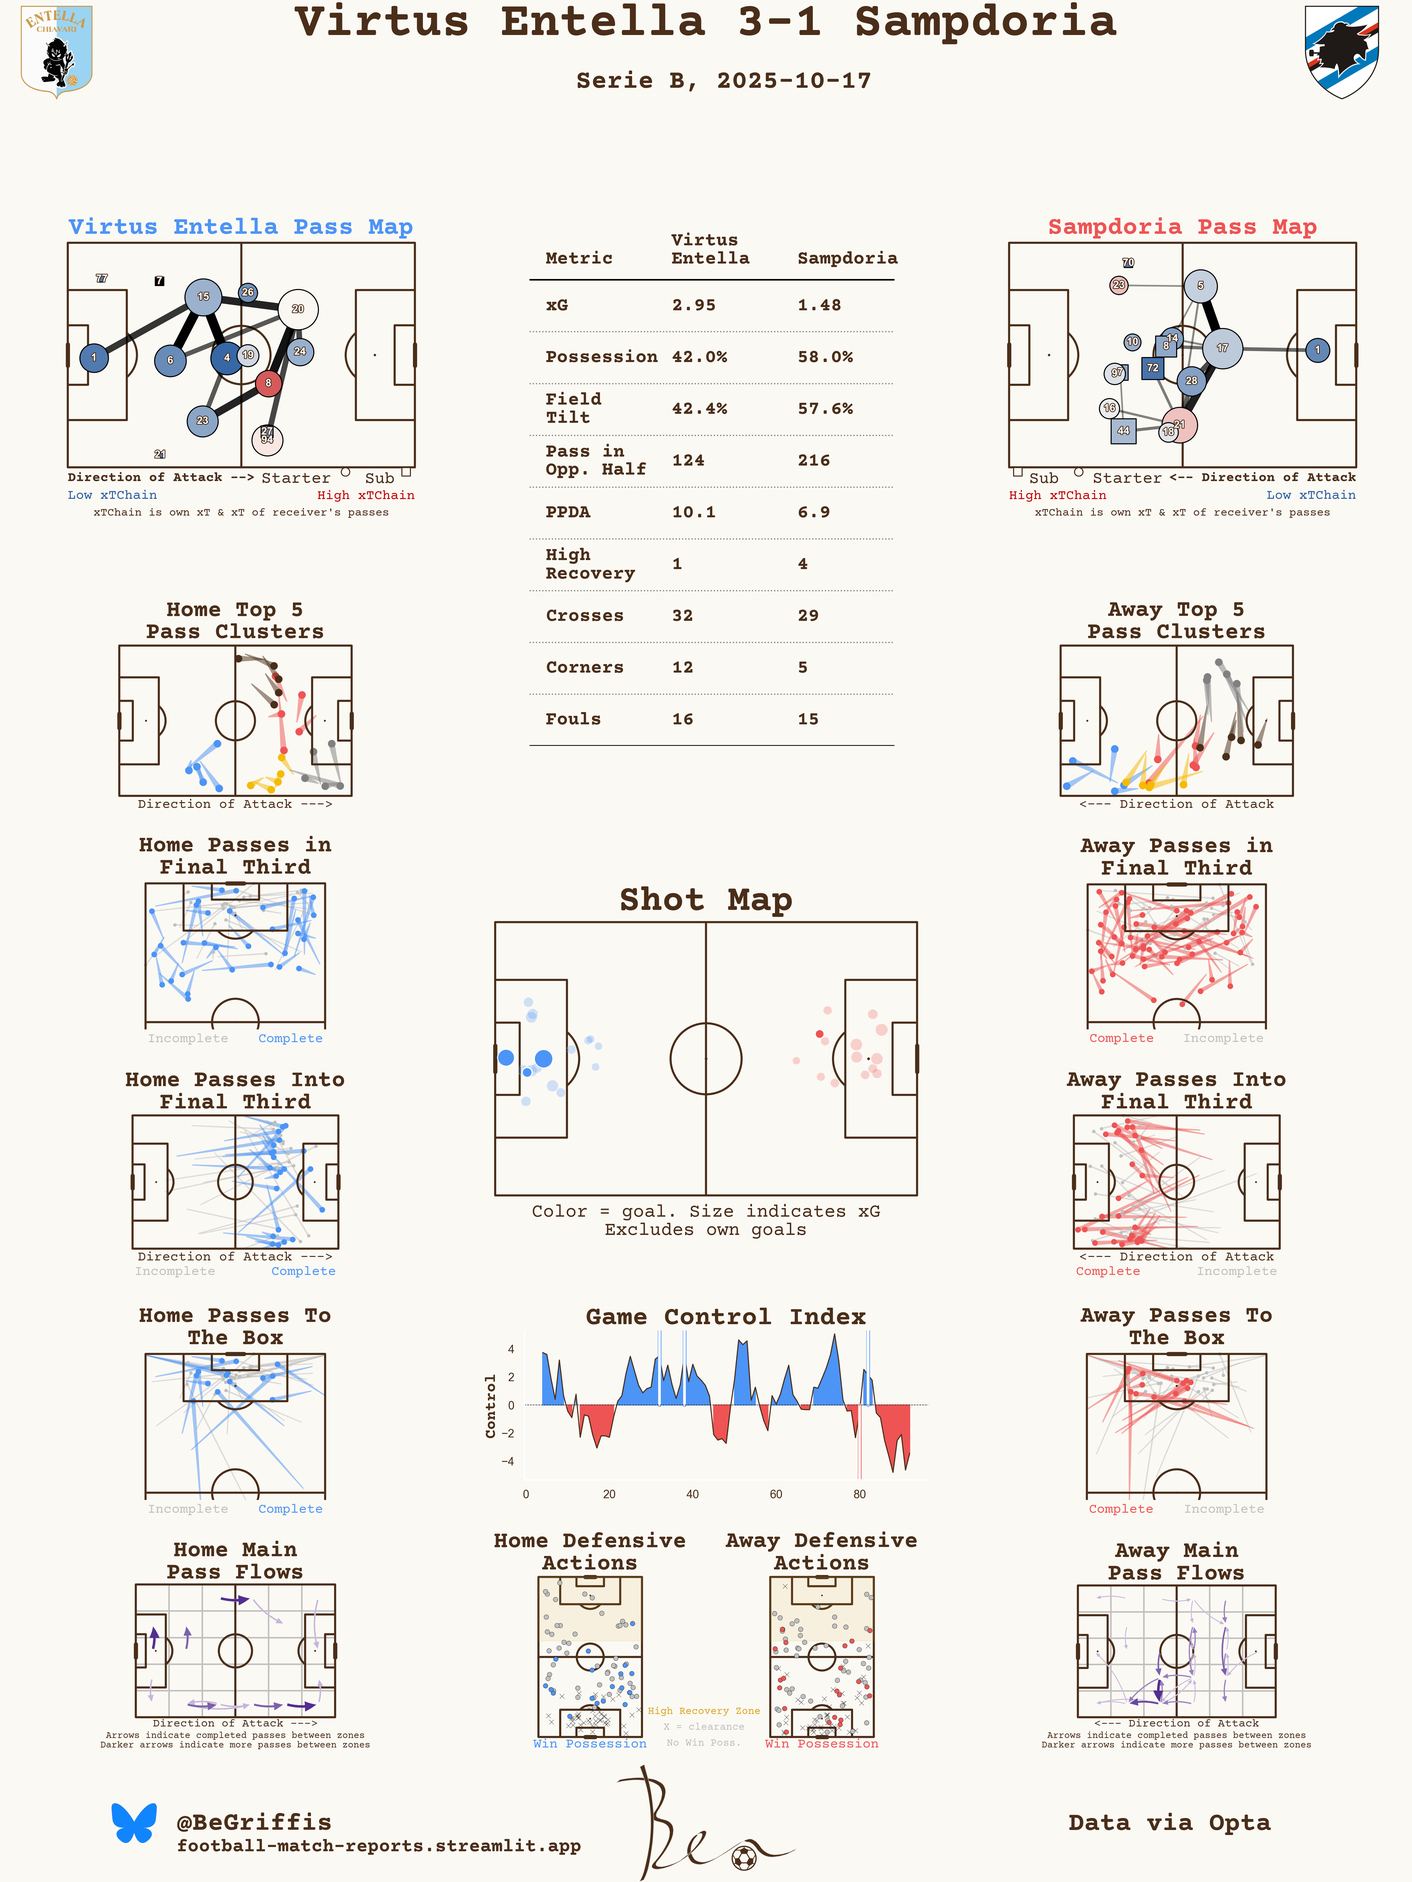 Virtus Entella 3-1 Sampdoria
Serie B, 2025-10-17
ENTELLA
CHIAVARI
Virtus Entella Pass Map
77
7
15
26
20
1
6
4
19
24
8
23
27
94
21
Direction of Attack --> Starter Sub
Low xTChain High xTChain
xTChain is own xT & xT of receiver's passes
Metric Virtus Entella Sampdoria
xG 2.95 1.48
Possession 42.0% 58.0%
Field Tilt 42.4% 57.6%
Pass in Opp. Half 124 216
PPDA 10.1 6.9
High Recovery 1 4
Crosses 32 29
Corners 12 5
Fouls 16 15
Sampdoria Pass Map
70
23
5
10
14
8
17
1
97
72
28
16
44
21
18
Sub Starter <-- Direction of Attack
High xTChain Low xTChain
xTChain is own xT & xT of receiver's passes
Home Top 5
Pass Clusters
Direction of Attack --->
Away Top 5
Pass Clusters
<--- Direction of Attack
Home Passes in
Final Third
Incomplete Complete
Away Passes in
Final Third
Complete Incomplete
Shot Map
Color = goal. Size indicates xG
Excludes own goals
Home Passes Into
Final Third
Direction of Attack --->
Incomplete Complete
Away Passes Into
Final Third
<--- Direction of Attack
Complete Incomplete
Home Passes To
The Box
Incomplete Complete
Game Control Index
Control
4
2
0
−2
−4
0 20 40 60 80
Away Passes To
The Box
Complete Incomplete
Home Main
Pass Flows
Direction of Attack --->
Arrows indicate completed passes between zones
Darker arrows indicate more passes between zones
Home Defensive
Actions
Win Possession
High Recovery Zone
X = clearance
No Win Poss.
Away Defensive
Actions
Win Possession
Away Main
Pass Flows
<--- Direction of Attack
Arrows indicate completed passes between zones
Darker arrows indicate more passes between zones
@BeGriffis
football-match-reports.streamlit.app
Ben
Data via Opta